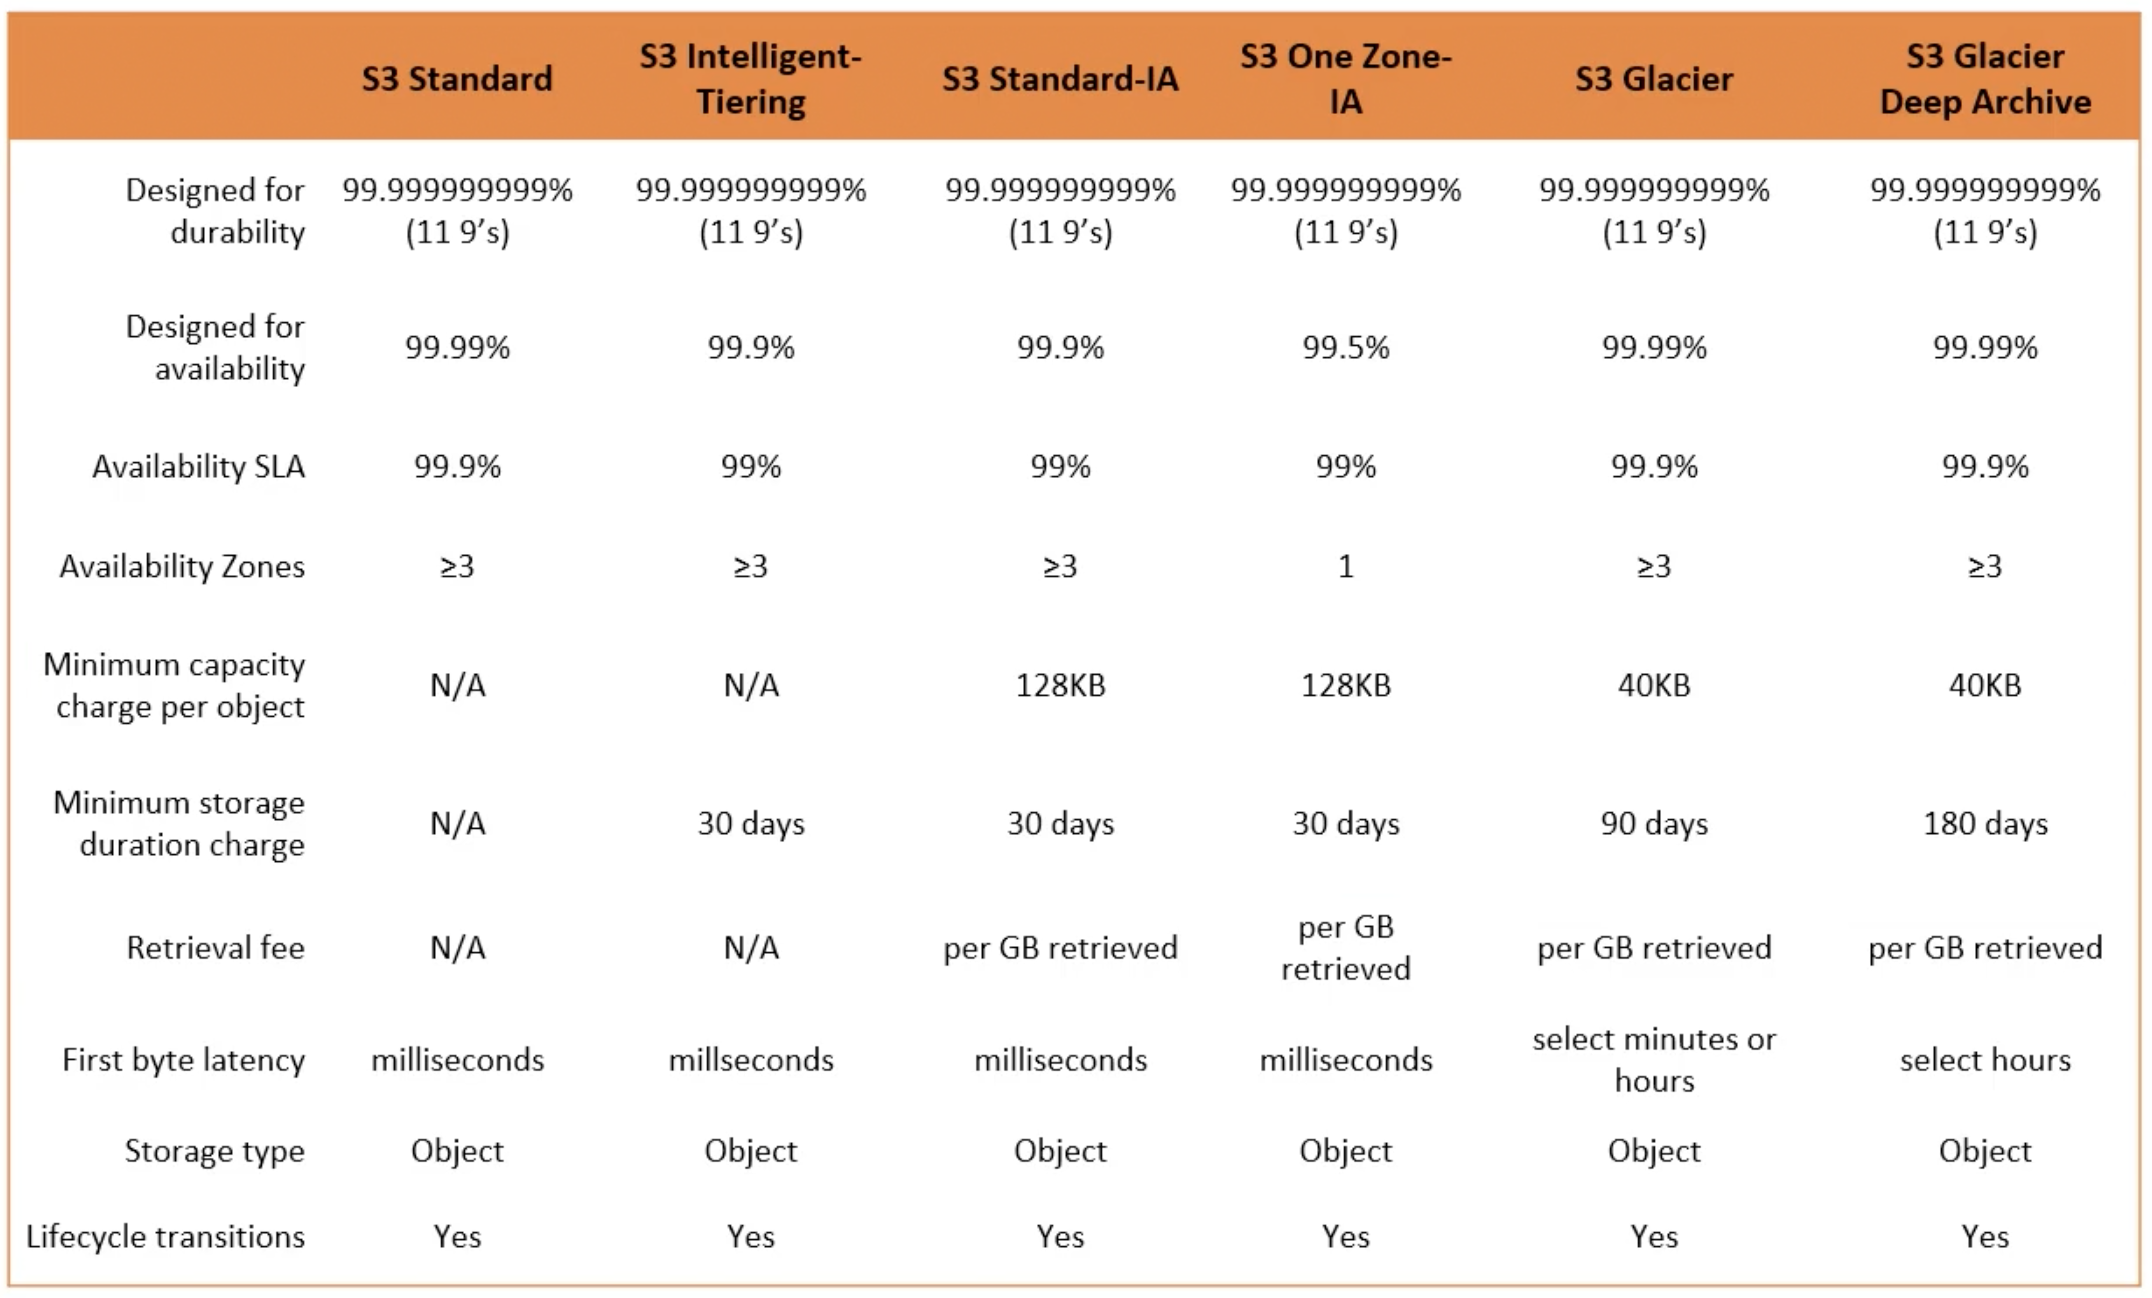 S3 Standard S3 Intelligent-Tiering S3 Standard-IA S3 One Zone-IA S3 Glacier S3 Glacier Deep Archive
Designed for durability 99.999999999% (11 9’s) 99.999999999% (11 9’s) 99.999999999% (11 9’s) 99.999999999% (11 9’s) 99.999999999% (11 9’s) 99.999999999% (11 9’s)
Designed for availability 99.99% 99.9% 99.9% 99.5% 99.99% 99.99%
Availability SLA 99.9% 99% 99% 99% 99.9% 99.9%
Availability Zones ≥3 ≥3 ≥3 1 ≥3 ≥3
Minimum capacity charge per object N/A N/A 128KB 128KB 40KB 40KB
Minimum storage duration charge N/A 30 days 30 days 30 days 90 days 180 days
Retrieval fee N/A N/A per GB retrieved per GB retrieved per GB retrieved per GB retrieved
First byte latency milliseconds millseconds milliseconds milliseconds select minutes or hours select hours
Storage type Object Object Object Object Object Object
Lifecycle transitions Yes Yes Yes Yes Yes Yes